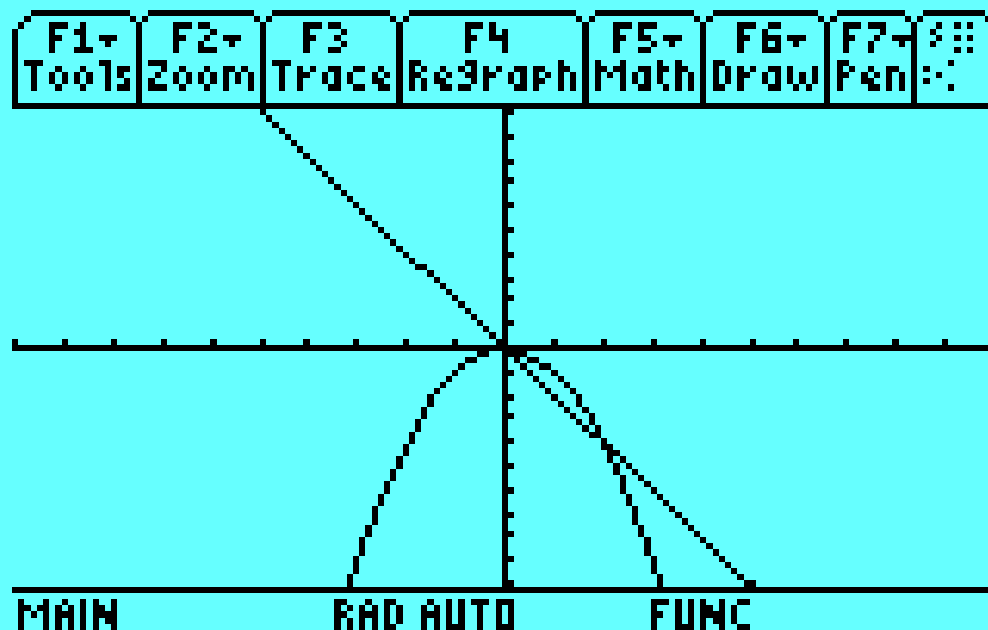 F1 F2 F3 F4 F5 F6 F7
Tools Zoom Trace Regraph Math Draw Pen
MAIN RAD AUTO FUNC